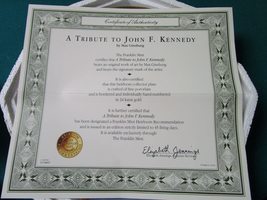 Certificate of Authenticity
A TRIBUTE TO JOHN F. KENNEDY
by Max Ginsburg
The Franklin Mint
certifies that A Tribute to John F. Kennedy
bears an original work of art by Max Ginsburg
and bears the signature mark of the artist
It is also certified
that this heirloom collector plate
is crafted of fine porcelain
and is bordered and individually hand-numbered
in 24 karat gold
It is further certified that
A Tribute to John F. Kennedy
has been designated a Franklin Mint Heirloom Recommendation
and is issued in an edition strictly limited to 45 firing days
It is available exclusively through
The Franklin Mint
Elizabeth Jennings